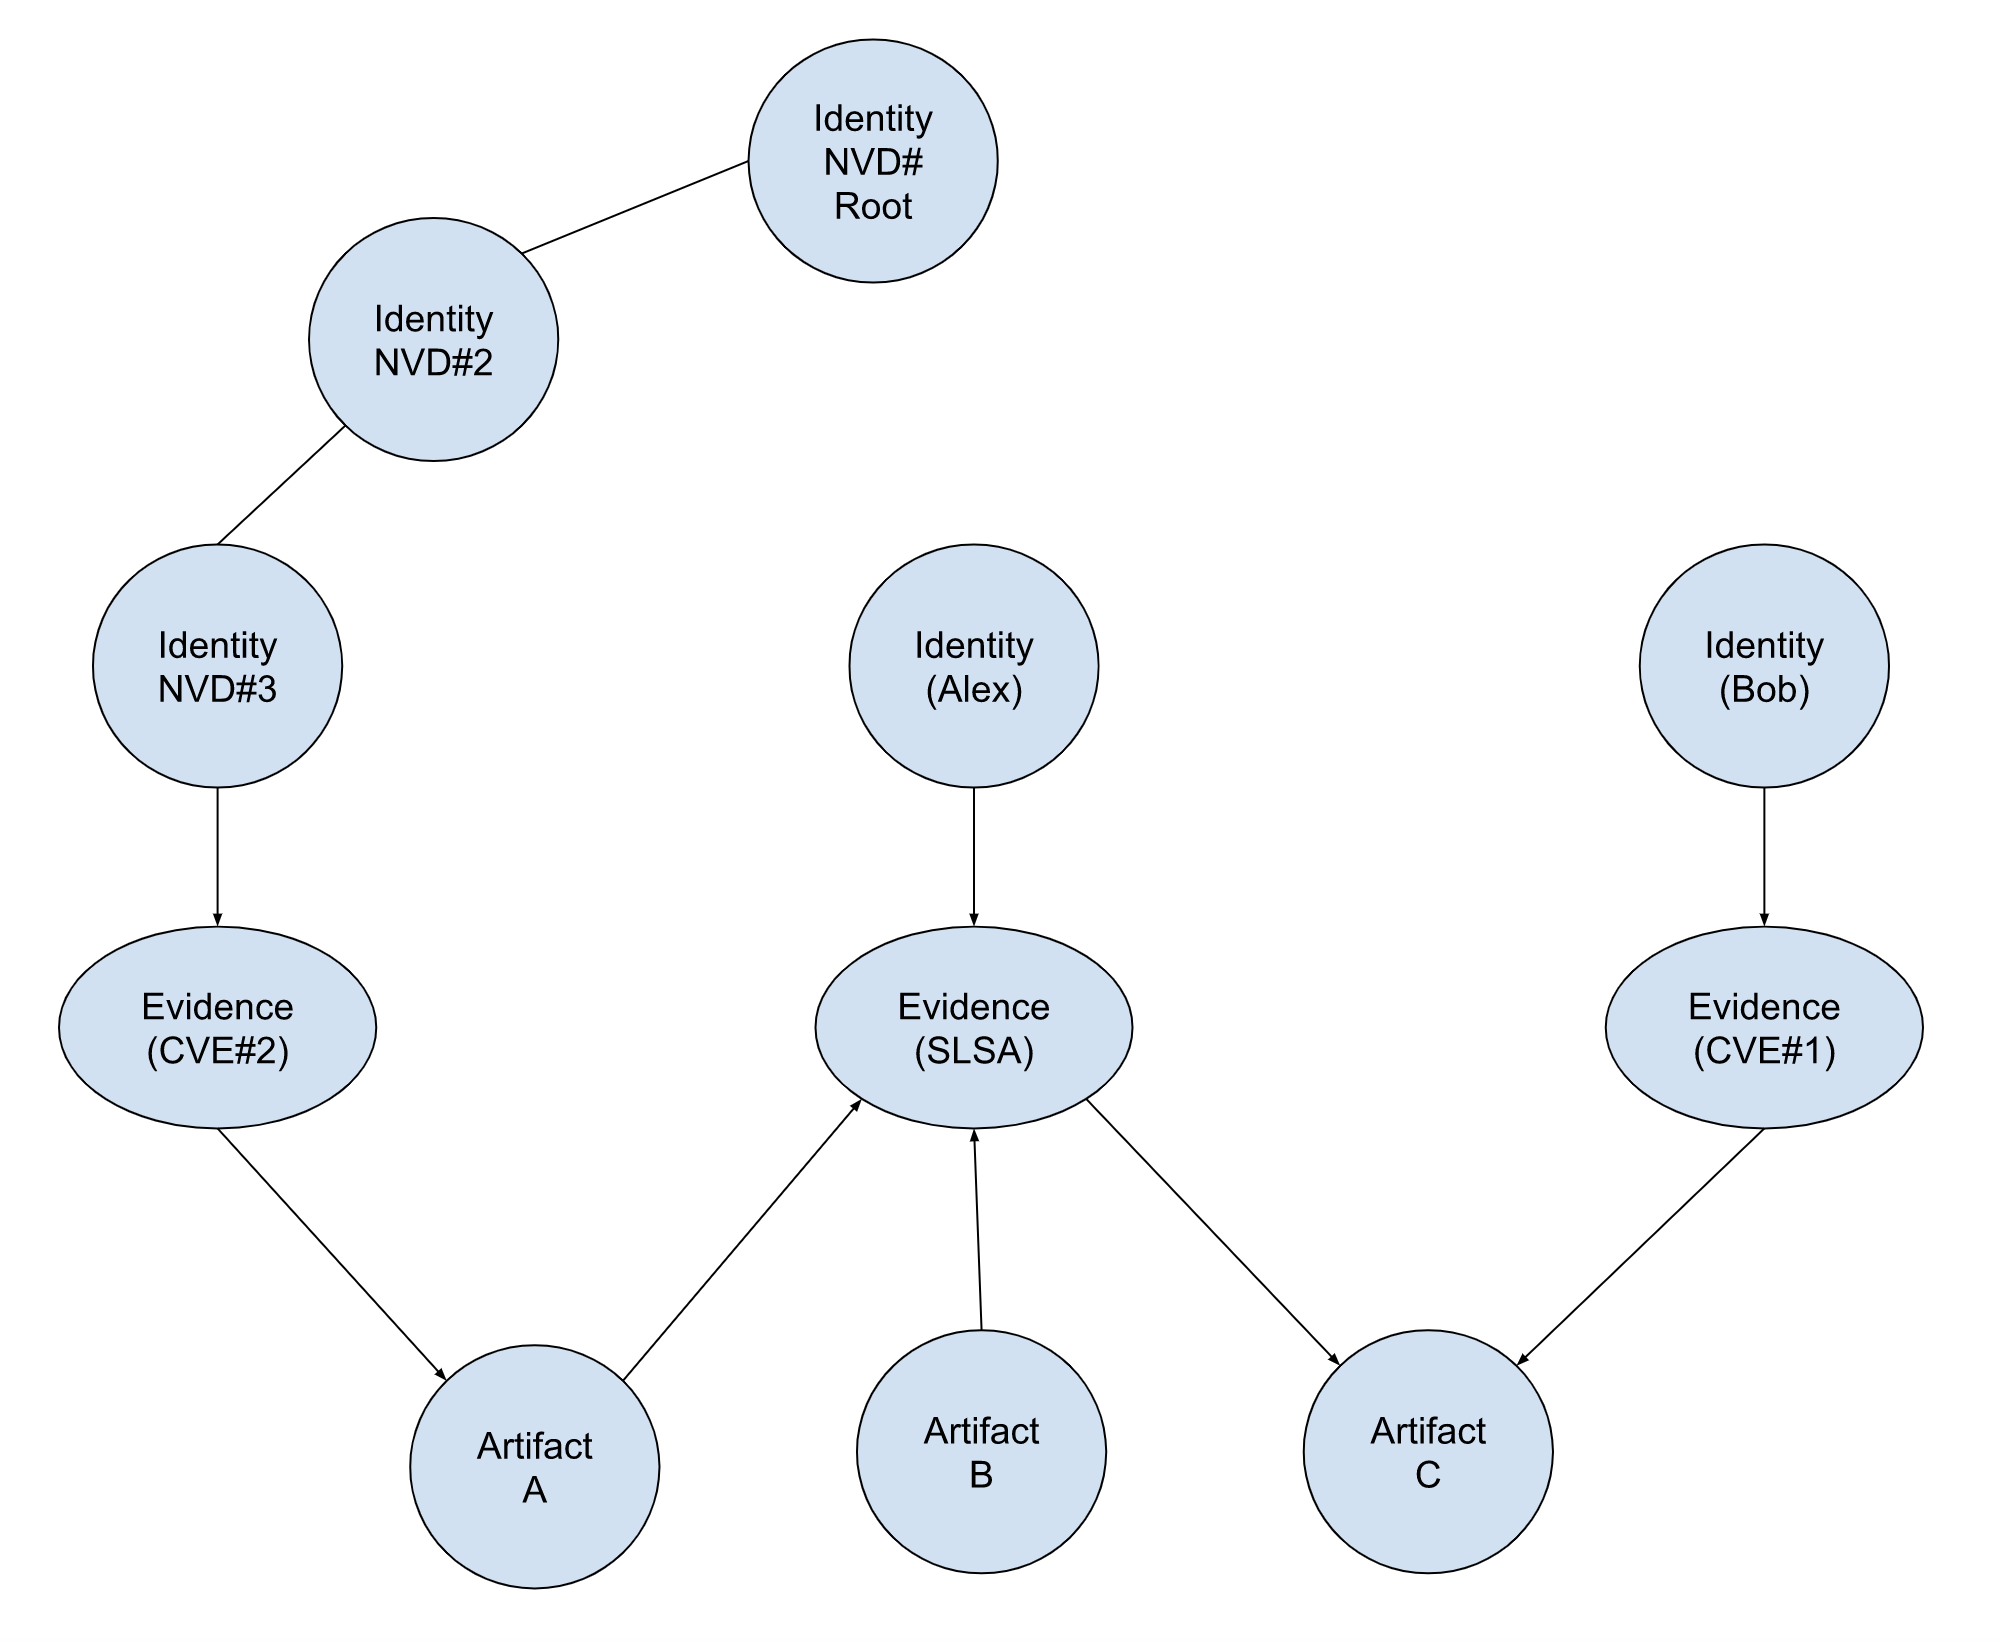 Identity
NVD#
Root
Identity
NVD#2
Identity
NVD#3
Identity
(Alex)
Identity
(Bob)
Evidence
(CVE#2)
Evidence
(SLSA)
Evidence
(CVE#1)
Artifact
A
Artifact
B
Artifact
C